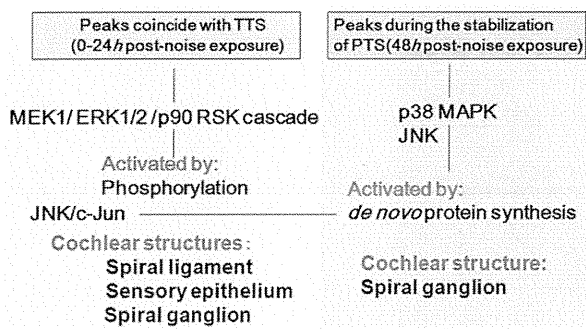 Peaks coincide with TTS
(0-24h post-noise exposure)
MEK1/ ERK1/2 /p90 RSK cascade
Activated by:
Phosphorylation
JNK/c-Jun
Cochlear structures:
Spiral ligament
Sensory epithelium
Spiral ganglion
Peaks during the stabilization
of PTS(48h post-noise exposure)
p38 MAPK
JNK
Activated by:
de novo protein synthesis
Cochlear structure:
Spiral ganglion